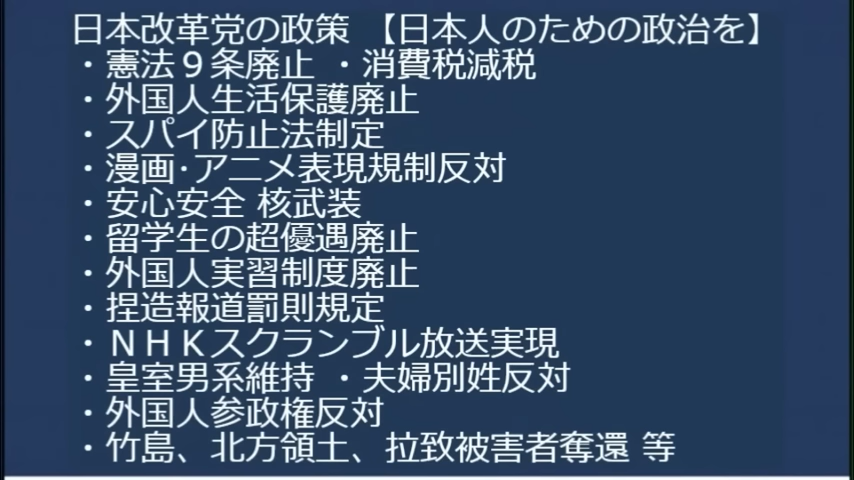 日本改革党の政策 【日本人のための政治を】
・憲法９条廃止 ・消費税減税
・外国人生活保護廃止
・スパイ防止法制定
・漫画･アニメ表現規制反対
・安心安全 核武装
・留学生の超優遇廃止
・外国人実習制度廃止
・捏造報道罰則規定
・ＮＨＫスクランブル放送実現
・皇室男系維持 ・夫婦別姓反対
・外国人参政権反対
・竹島、北方領土、拉致被害者奪還 等